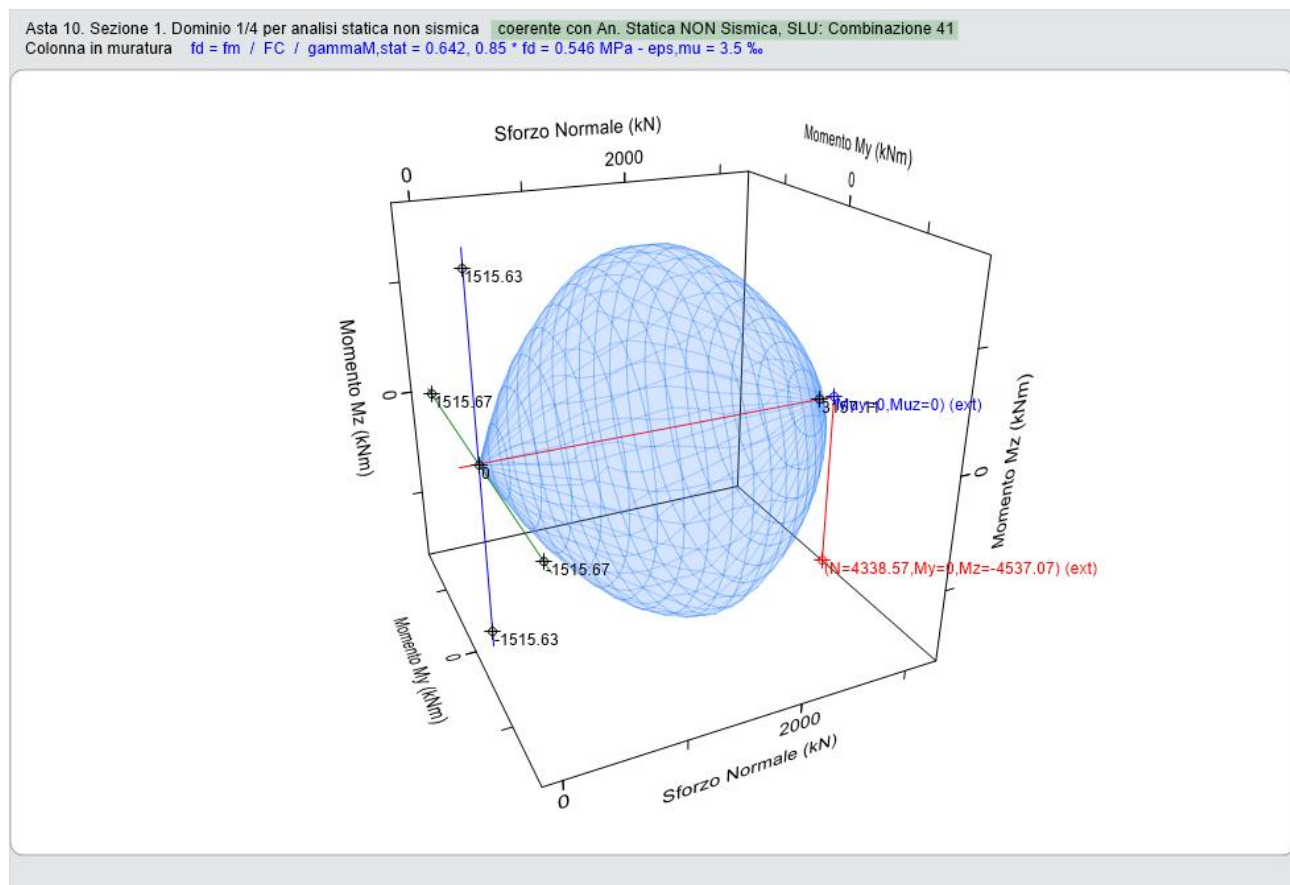 Asta 10. Sezione 1. Dominio 1/4 per analisi statica non sismica coerente con An. Statica NON Sismica, SLU: Combinazione 41
Colonna in muratura fd = fm / FC / gammaM,stat = 0.642, 0.85 * fd = 0.546 MPa - eps,mu = 3.5 ‰
Sforzo Normale (kN)
Momento My (kNm)
0
2000
0
1515.63
Momento Mz (kNm)
0
1515.67
Muz=0) (ext)
0
0
Momento Mz (kNm)
-1515.67
(N=4338.57,My=0,Mz=-4537.07) (ext)
-1515.63
Momento My (kNm)
0
2000
Sforzo Normale (kN)
0